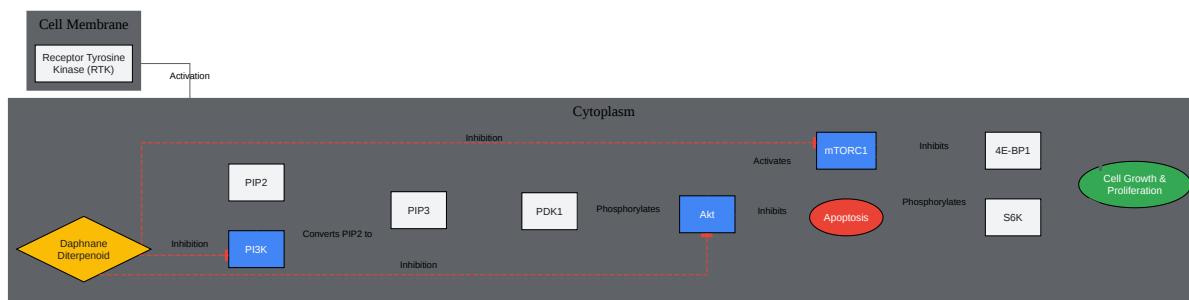 Cell Membrane
Receptor Tyrosine
Kinase (RTK)
Activation
Cytoplasm
Inhibition
mTORC1
Inhibits
4E-BP1
Activates
Cell Growth &
Proliferation
PIP2
PIP3
PDK1
Phosphorylates
Akt
Inhibits
Apoptosis
Phosphorylates
S6K
Daphnane
Diterpenoid
Inhibition
PI3K
Converts PIP2 to
Inhibition